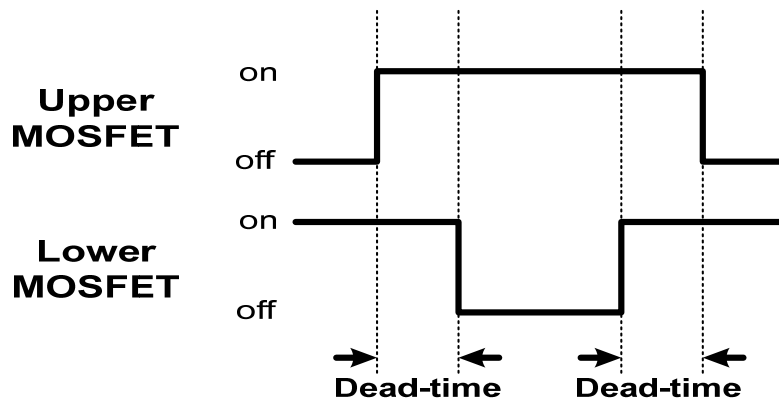 Upper
MOSFET
on
off
Lower
MOSFET
on
off
Dead-time
Dead-time